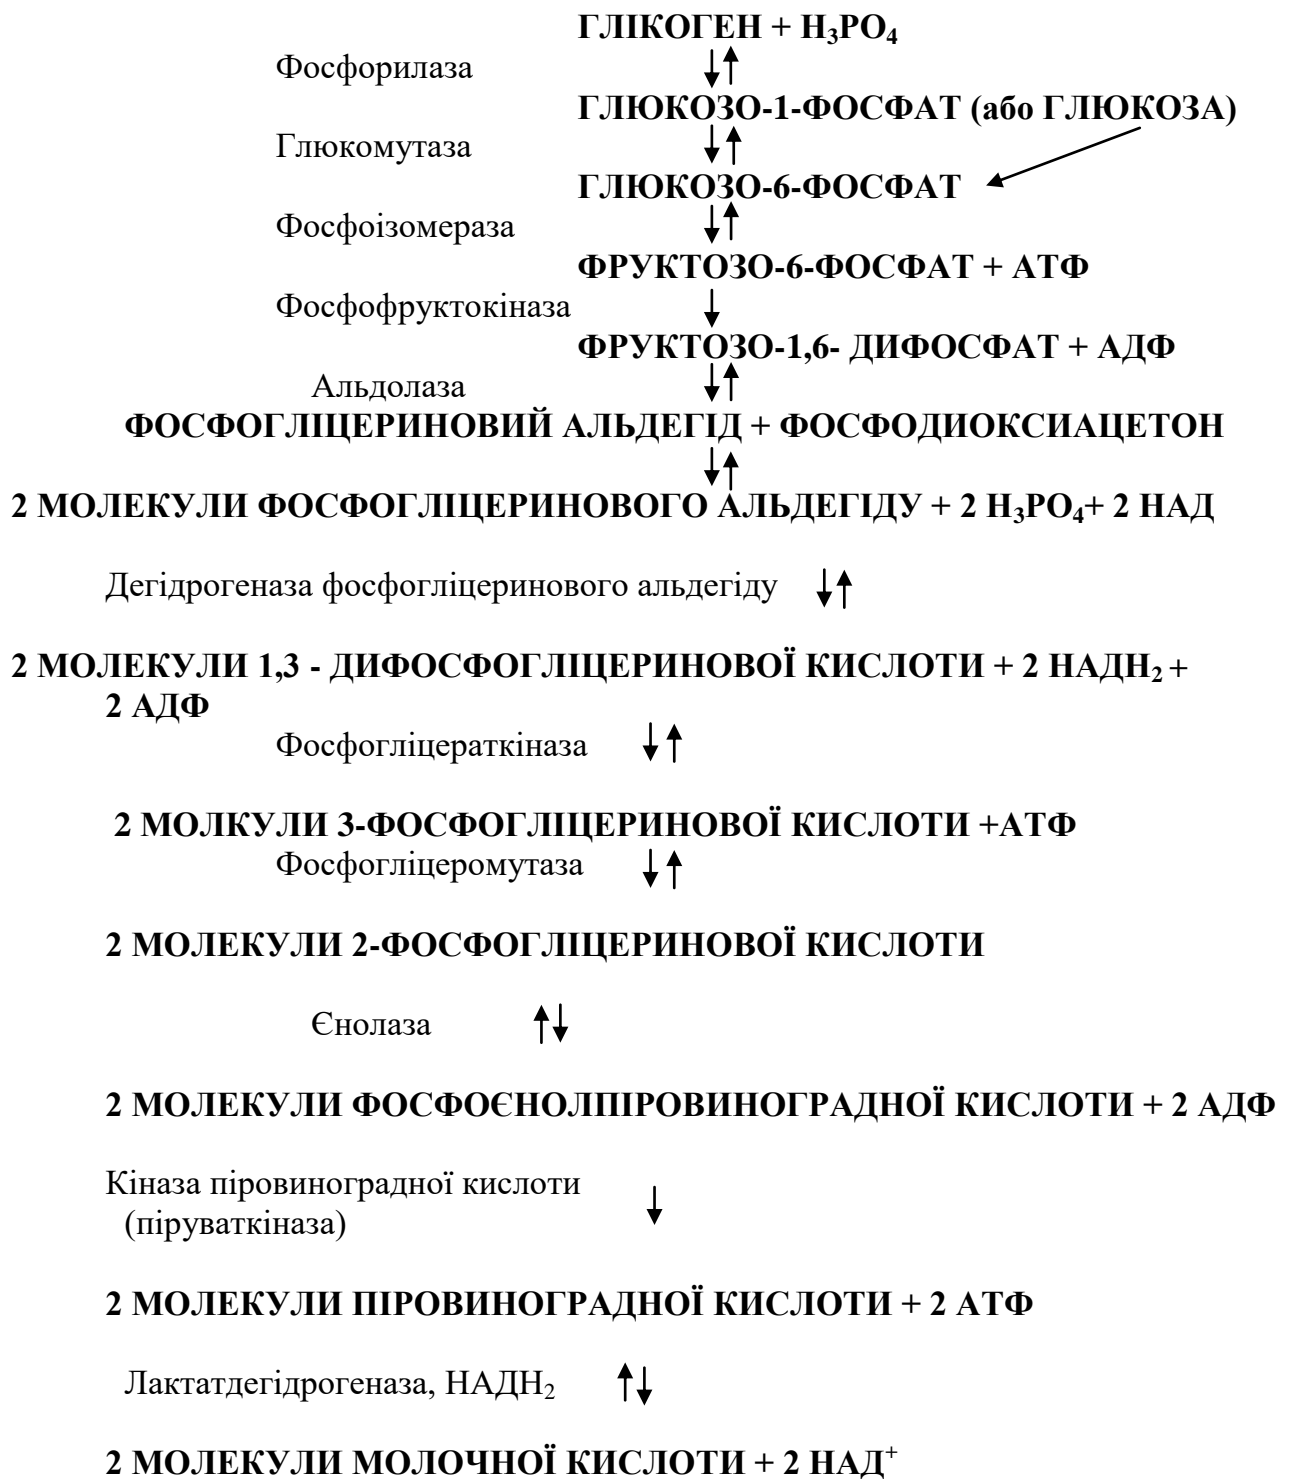 ГЛІКОГЕН + H₃PO₄
Фосфорилаза
ГЛЮКОЗО-1-ФОСФАТ (або ГЛЮКОЗА)
Глюкомутаза
ГЛЮКОЗО-6-ФОСФАТ
Фосфоізомераза
ФРУКТОЗО-6-ФОСФАТ + АТФ
Фосфофруктокіназа
ФРУКТОЗО-1,6- ДИФОСФАТ + АДФ
Альдолаза
ФОСФОГЛІЦЕРИНОВИЙ АЛЬДЕГІД + ФОСФОДИОКСИАЦЕТОН
2 МОЛЕКУЛИ ФОСФОГЛІЦЕРИНОВОГО АЛЬДЕГІДУ + 2 H₃PO₄+ 2 НАД
Дегідрогеназа фосфогліцеринового альдегіду
2 МОЛЕКУЛИ 1,3 - ДИФОСФОГЛІЦЕРИНОВОЇ КИСЛОТИ + 2 НАДН₂ +
2 АДФ
Фосфогліцераткіназа
2 МОЛКУЛИ 3-ФОСФОГЛІЦЕРИНОВОЇ КИСЛОТИ +АТФ
Фосфогліцеромутаза
2 МОЛЕКУЛИ 2-ФОСФОГЛІЦЕРИНОВОЇ КИСЛОТИ
Єнолаза
2 МОЛЕКУЛИ ФОСФОЄНОЛПІРОВИНОГРАДНОЇ КИСЛОТИ + 2 АДФ
Кіназа піровиноградної кислоти
(піруваткіназа)
2 МОЛЕКУЛИ ПІРОВИНОГРАДНОЇ КИСЛОТИ + 2 АТФ
Лактатдегідрогеназа, НАДН₂
2 МОЛЕКУЛИ МОЛОЧНОЇ КИСЛОТИ + 2 НАД⁺